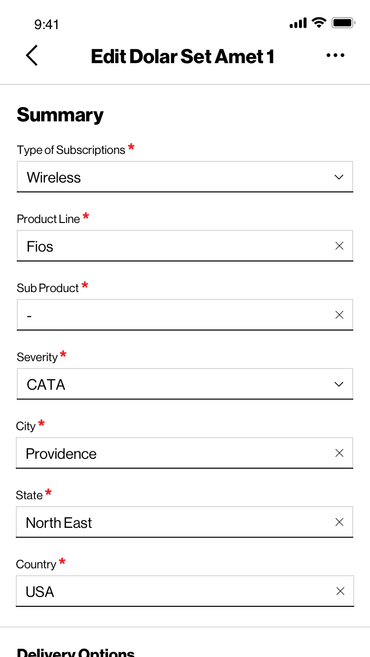 9:41
Edit Dolar Set Amet 1
Summary
Type of Subscriptions *
Wireless
Product Line *
Fios
Sub Product *
-
Severity *
CATA
City *
Providence
State *
North East
Country *
USA
Delivery Options